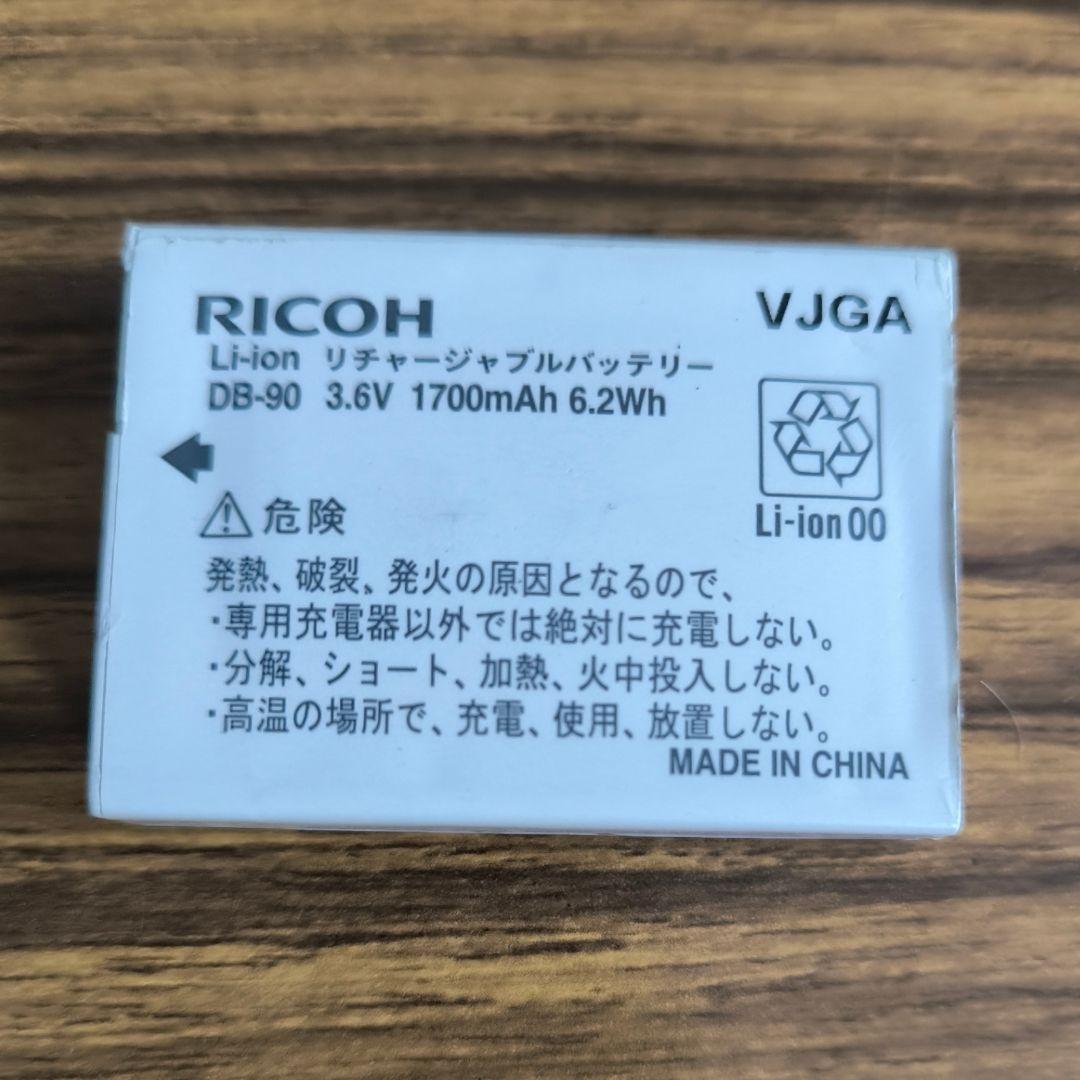 RICOH
VJGA
Li-ion リチャージャブルバッテリー
DB-90 3.6V 1700mAh 6.2Wh
Li-ion 00
危険
発熱、破裂、発火の原因となるので、
・専用充電器以外では絶対に充電しない。
・分解、ショート、加熱、火中投入しない。
・高温の場所で、充電、使用、放置しない。
MADE IN CHINA